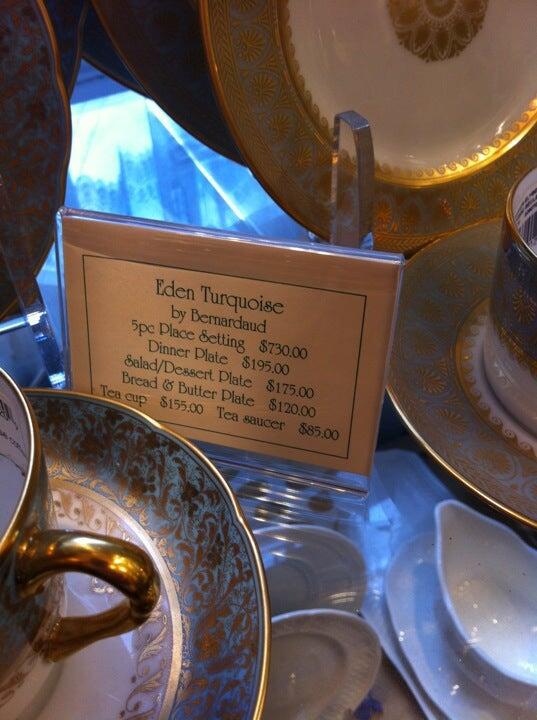 Eden Turquoise
by Bernardaud
5pc Place Setting $730.00
Dinner Plate $195.00
Salad/Dessert Plate $175.00
Bread & Butter Plate $120.00
Tea cup $155.00 Tea saucer $85.00